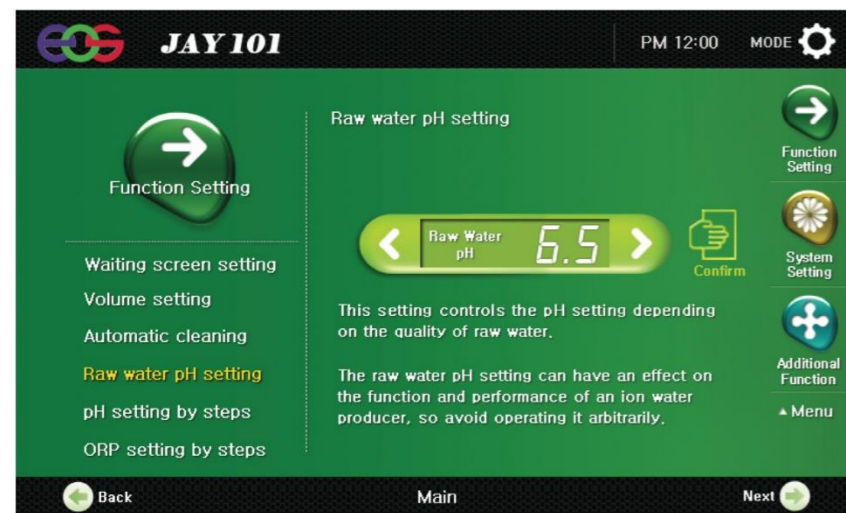 EOS JAY 101
PM 12:00 MODE
Function Setting
Waiting screen setting
Volume setting
Automatic cleaning
Raw water pH setting
pH setting by steps
ORP setting by steps
Raw water pH setting
Raw Water
pH
6.5
Confirm
This setting controls the pH setting depending
on the quality of raw water.
The raw water pH setting can have an effect on
the function and performance of an ion water
producer, so avoid operating it arbitrarily.
Function
Setting
System
Setting
Additional
Function
▲ Menu
Back
Main
Next